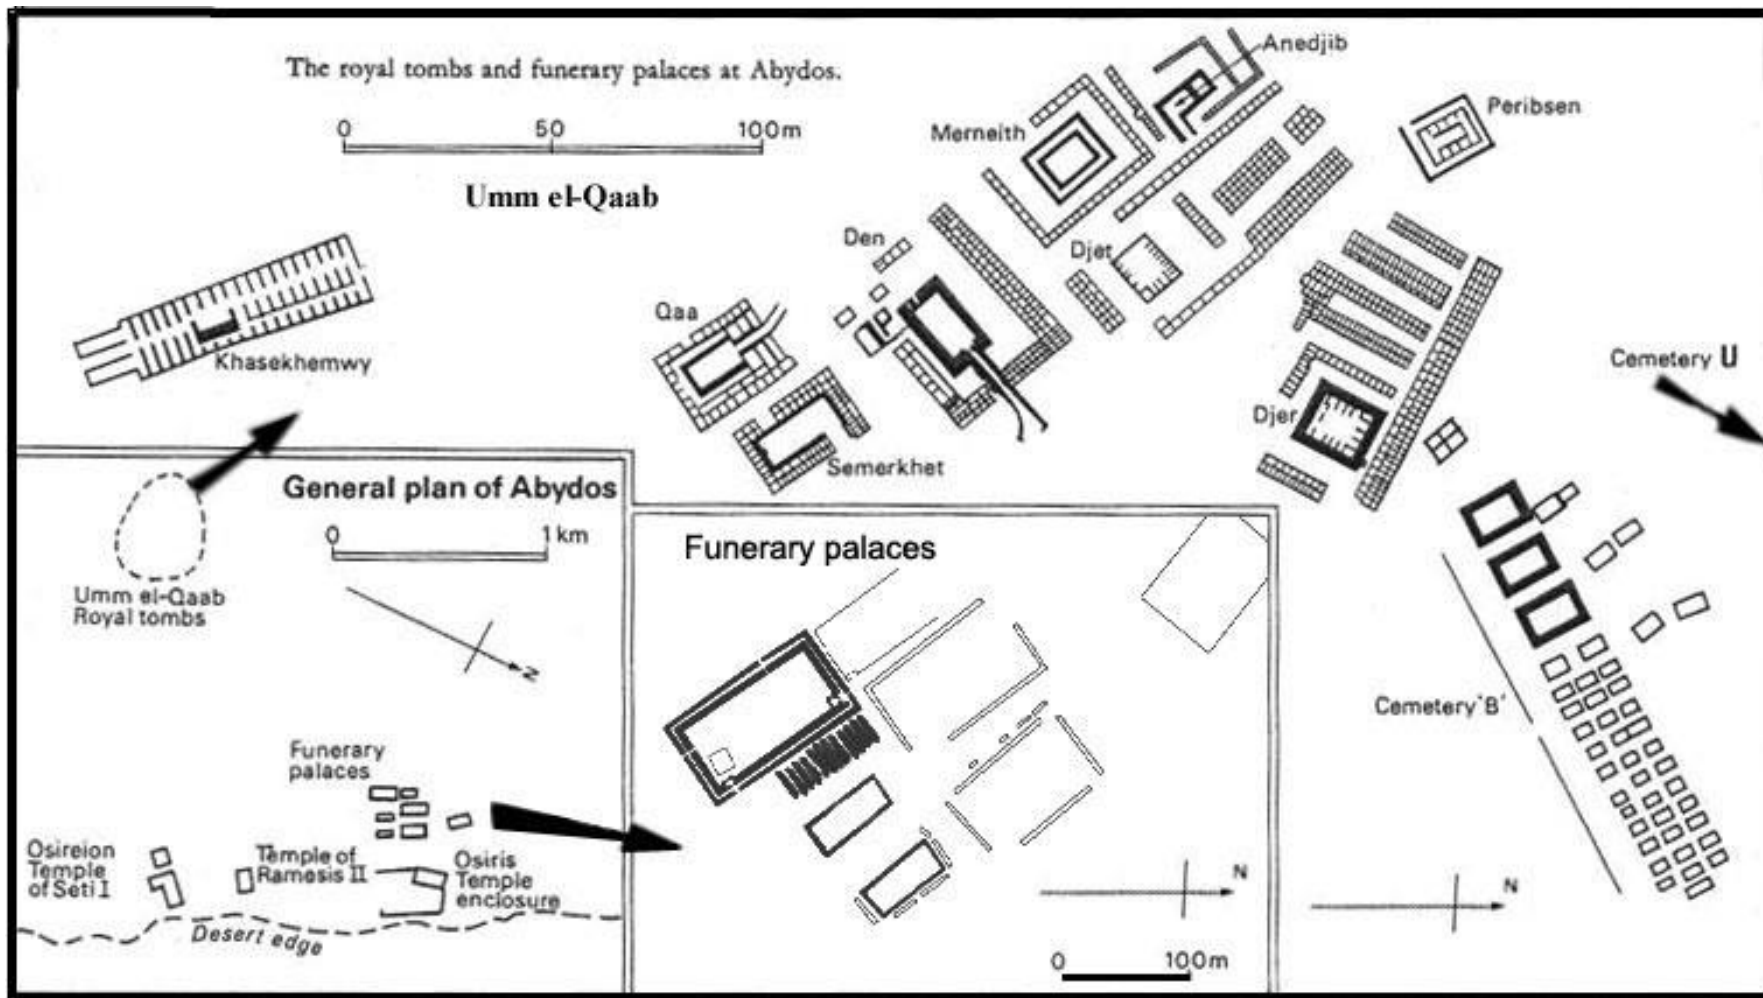 The royal tombs and funerary palaces at Abydos.
0 50 100m
Umm el-Qaab
Anedjib
Merneith
Peribsen
Den
Djet
Qaa
Khasekhemwy
Semerkhet
Djer
Cemetery U
Cemetery 'B'
N
General plan of Abydos
0 1 km
Umm el-Qaab
Royal tombs
N
Funerary
palaces
Osireion
Temple
of Seti I
Temple of
Ramesis II
Osiris
Temple
enclosure
Desert edge
Funerary palaces
N
0 100m